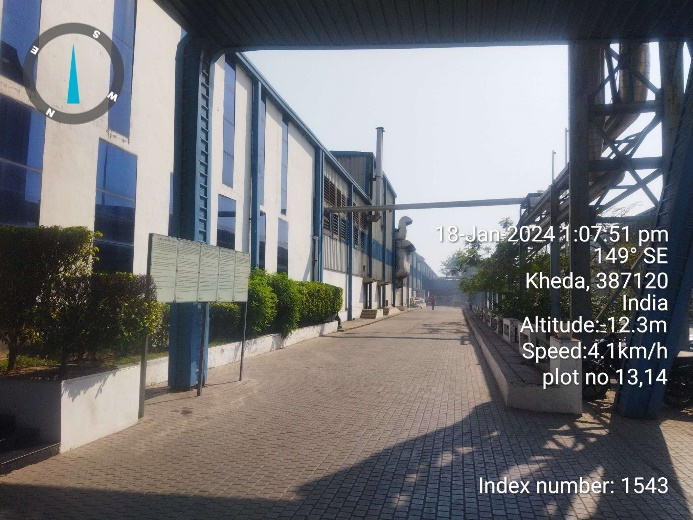 S
E
W
N
18-Jan-2024 1:07:51 pm
149° SE
Kheda, 387120
India
Altitude:-12.3m
Speed:4.1km/h
plot no 13,14
Index number: 1543